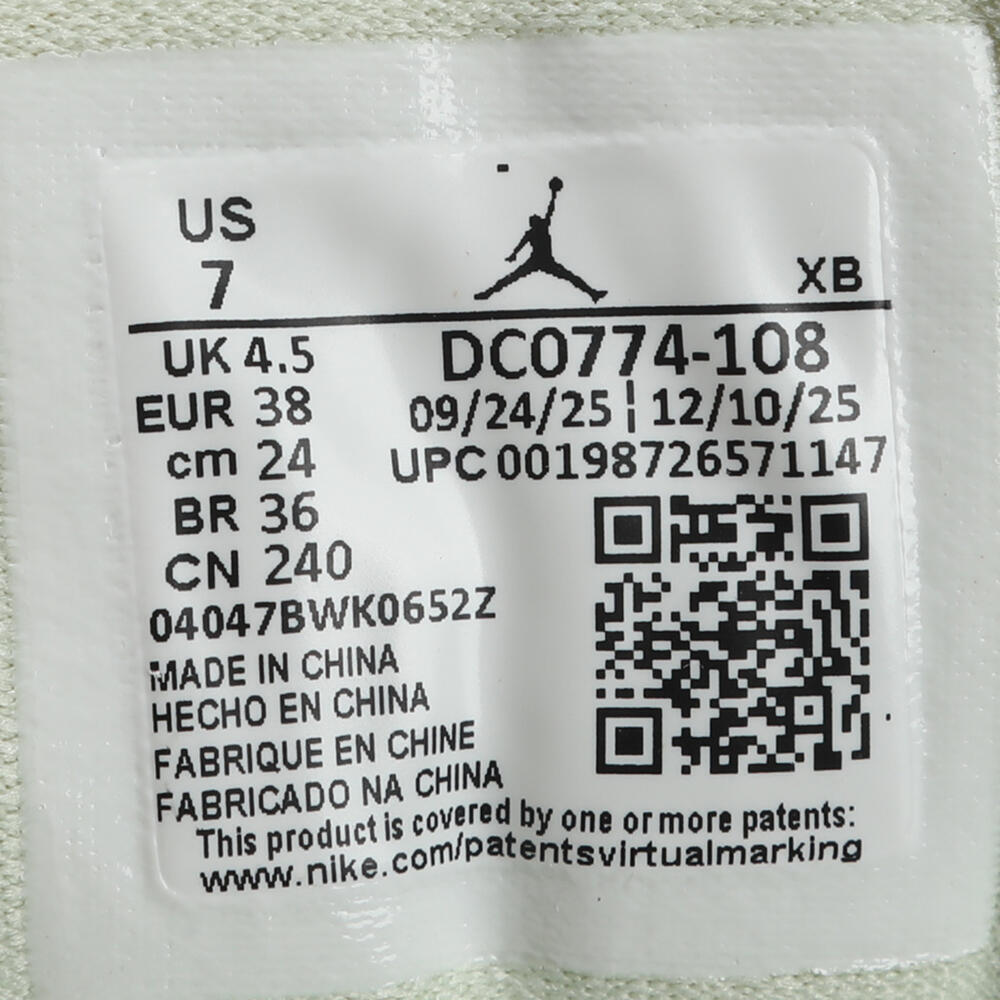 US
7
XB
UK 4.5
DC0774-108
EUR 38
09/24/25 ¦ 12/10/25
cm 24
UPC 00198726571147
BR 36
CN 240
04047BWK0652Z
MADE IN CHINA
HECHO EN CHINA
FABRIQUE EN CHINE
FABRICADO NA CHINA
This product is covered by one or more patents:
www.nike.com/patentsvirtualmarking